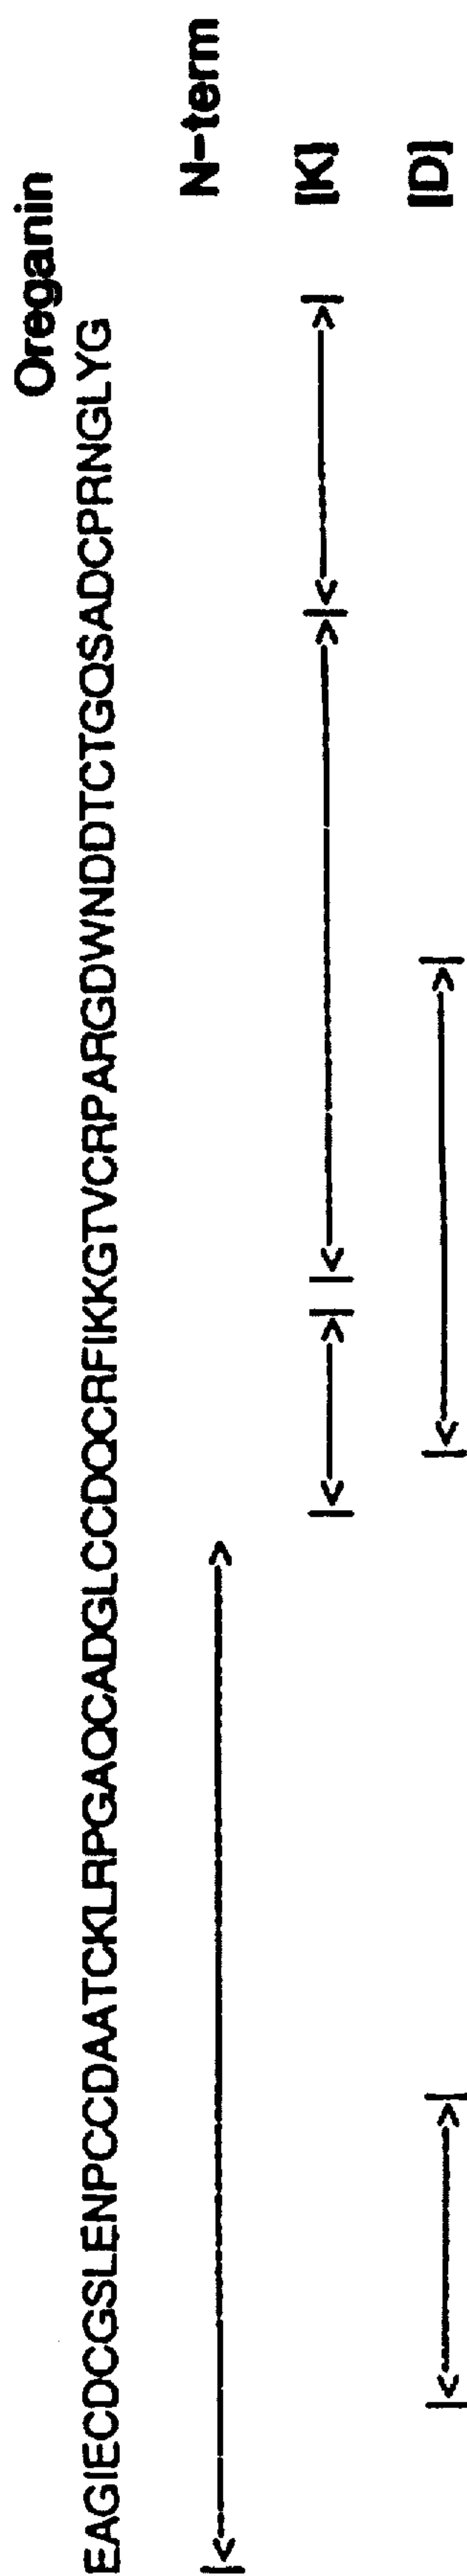 Oreganin
EAGIECDCGSLENPCCDAATCKLRPGAQCADGLCCDQCRFIKKGTVCRPARGDWNDDTCTGQSADCPRNGLYG
N-term
[K]
[D]